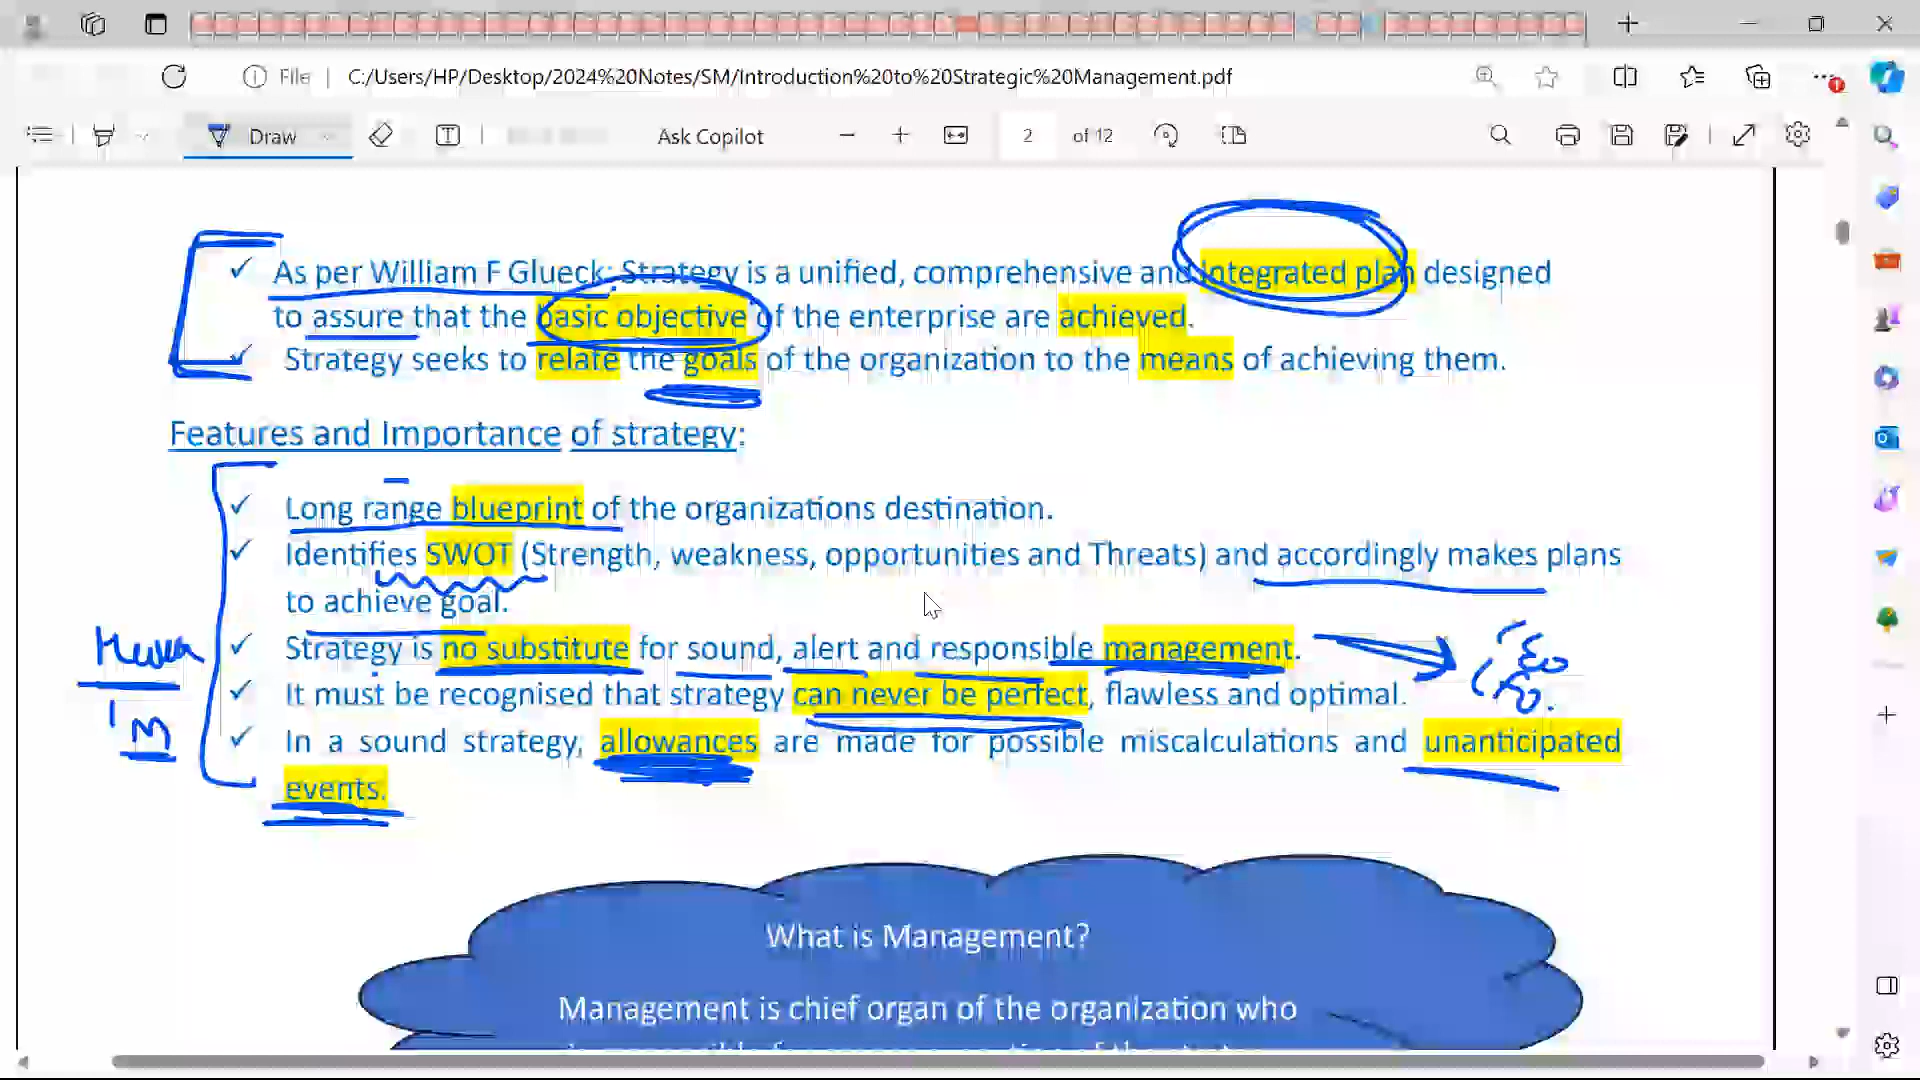 File | C:/Users/HP/Desktop/2024%20Notes/SM/Introduction%20to%20Strategic%20Management.pdf
Draw Ask Copilot 2 of 12
As per William F Glueck: Strategy is a unified, comprehensive and integrated plan designed
to assure that the basic objective of the enterprise are achieved.
Strategy seeks to relate the goals of the organization to the means of achieving them.
Features and Importance of strategy:
Long range blueprint of the organizations destination.
Identifies SWOT (Strength, weakness, opportunities and Threats) and accordingly makes plans
to achieve goal.
Strategy is no substitute for sound, alert and responsible management.
It must be recognised that strategy can never be perfect, flawless and optimal.
In a sound strategy, allowances are made for possible miscalculations and unanticipated
events.
What is Management?
Management is chief organ of the organization who